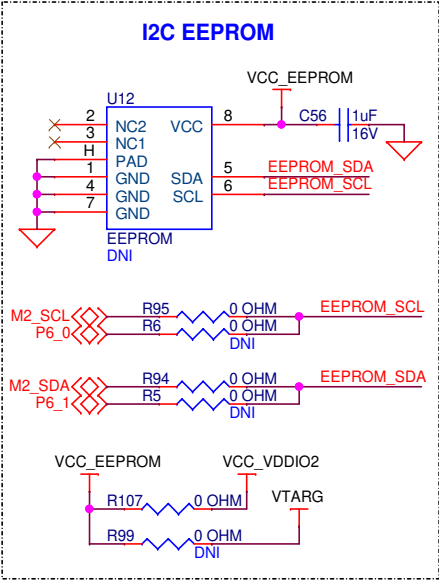 I2C EEPROM
VCC_EEPROM
U12
2 NC2 VCC 8 C56 1uF
3 NC1 16V
H PAD
1 GND SDA 5 EEPROM_SDA
4 GND SCL 6 EEPROM_SCL
7 GND
EEPROM
DNI
M2_SCL R95 0 OHM EEPROM_SCL
P6_0 R6 0 OHM
DNI
M2_SDA R94 0 OHM EEPROM_SDA
P6_1 R5 0 OHM
DNI
VCC_EEPROM VCC_VDDIO2
R107 0 OHM VTARG
R99 0 OHM
DNI